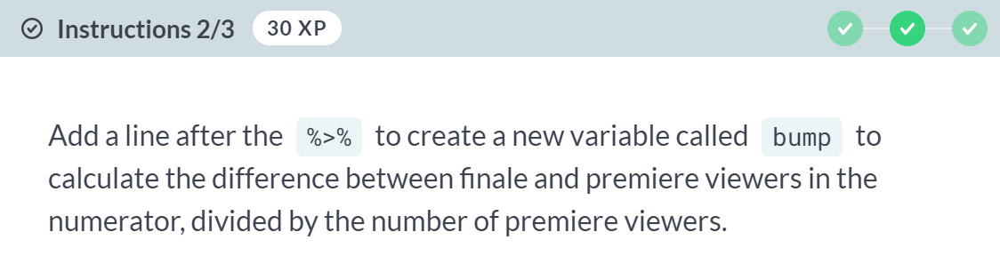 Instructions 2/3 30 XP
Add a line after the %>% to create a new variable called bump to
calculate the difference between finale and premiere viewers in the
numerator, divided by the number of premiere viewers.